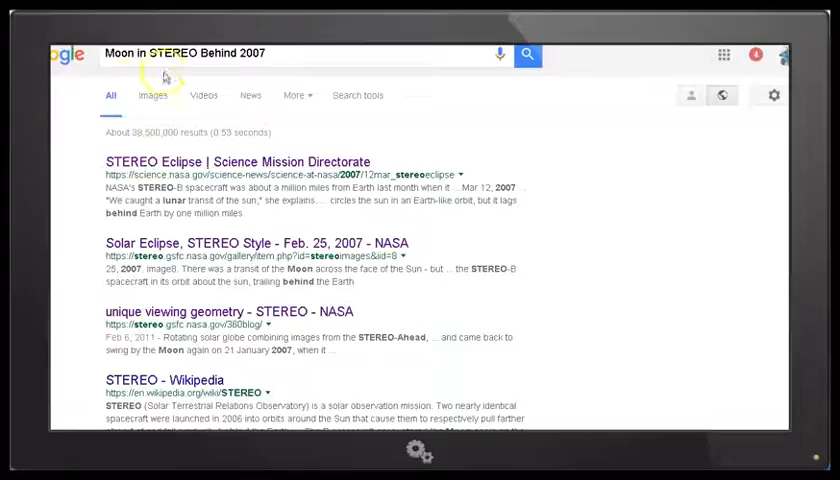 ogle Moon in STEREO Behind 2007
4
All Images Videos News More Search tools
About 38,500,000 results (0.53 seconds)
STEREO Eclipse | Science Mission Directorate
https://science.nasa.gov/science-news/science-at-nasa/2007/12mar_stereoeclipse
NASA's STEREO-B spacecraft was about a million miles from Earth last month when it ... Mar 12, 2007 ...
"We caught a lunar transit of the sun," she explains.... circles the sun in an Earth-like orbit, but it lags
behind Earth by one million miles.
Solar Eclipse, STEREO Style - Feb. 25, 2007 - NASA
https://stereo.gsfc.nasa.gov/gallery/item.php?id=stereoimages&iid=8
25, 2007. Image8. There was a transit of the Moon across the face of the Sun - but ... the STEREO-B
spacecraft in its orbit about the sun, trailing behind the Earth
unique viewing geometry - STEREO - NASA
https://stereo.gsfc.nasa.gov/360blog/
Feb 6, 2011 - Rotating solar globe combining images from the STEREO-Ahead, ... and came back to
swing by the Moon again on 21 January 2007, when it ...
STEREO - Wikipedia
https://en.wikipedia.org/wiki/STEREO
STEREO (Solar Terrestrial Relations Observatory) is a solar observation mission. Two nearly identical
spacecraft were launched in 2006 into orbits around the Sun that cause them to respectively pull farther